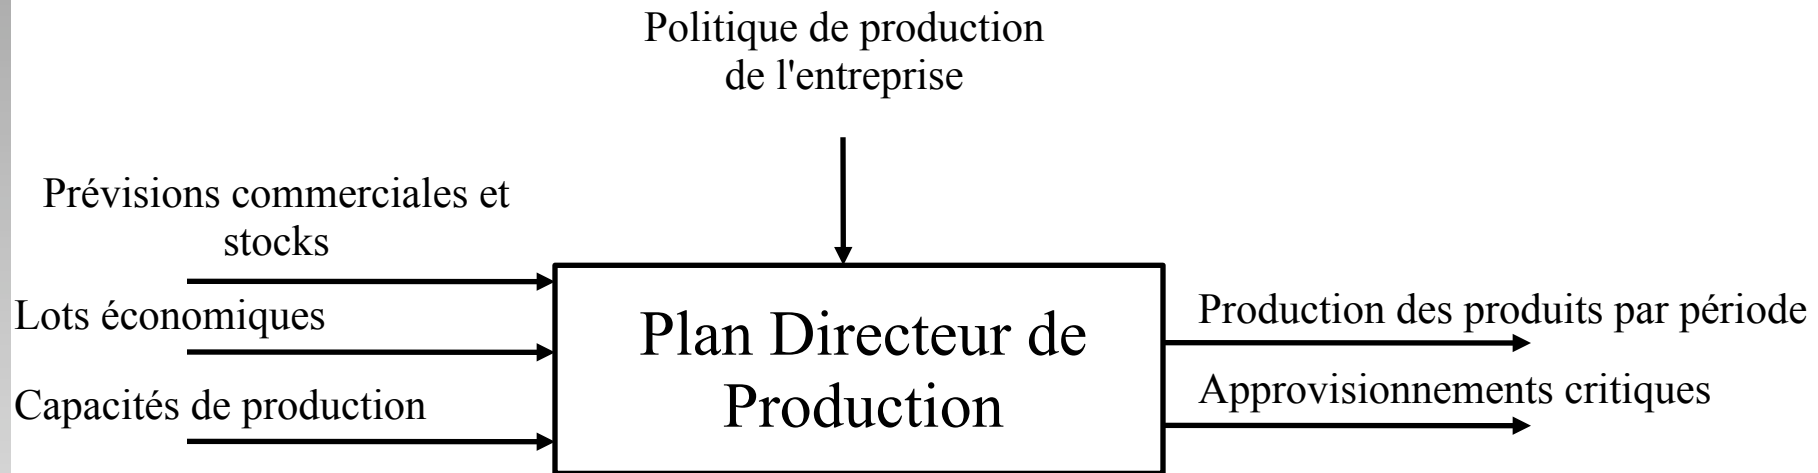 Politique de production
de l'entreprise
Prévisions commerciales et
stocks
Lots économiques
Capacités de production
Plan Directeur de
Production
Production des produits par période
Approvisionnements critiques